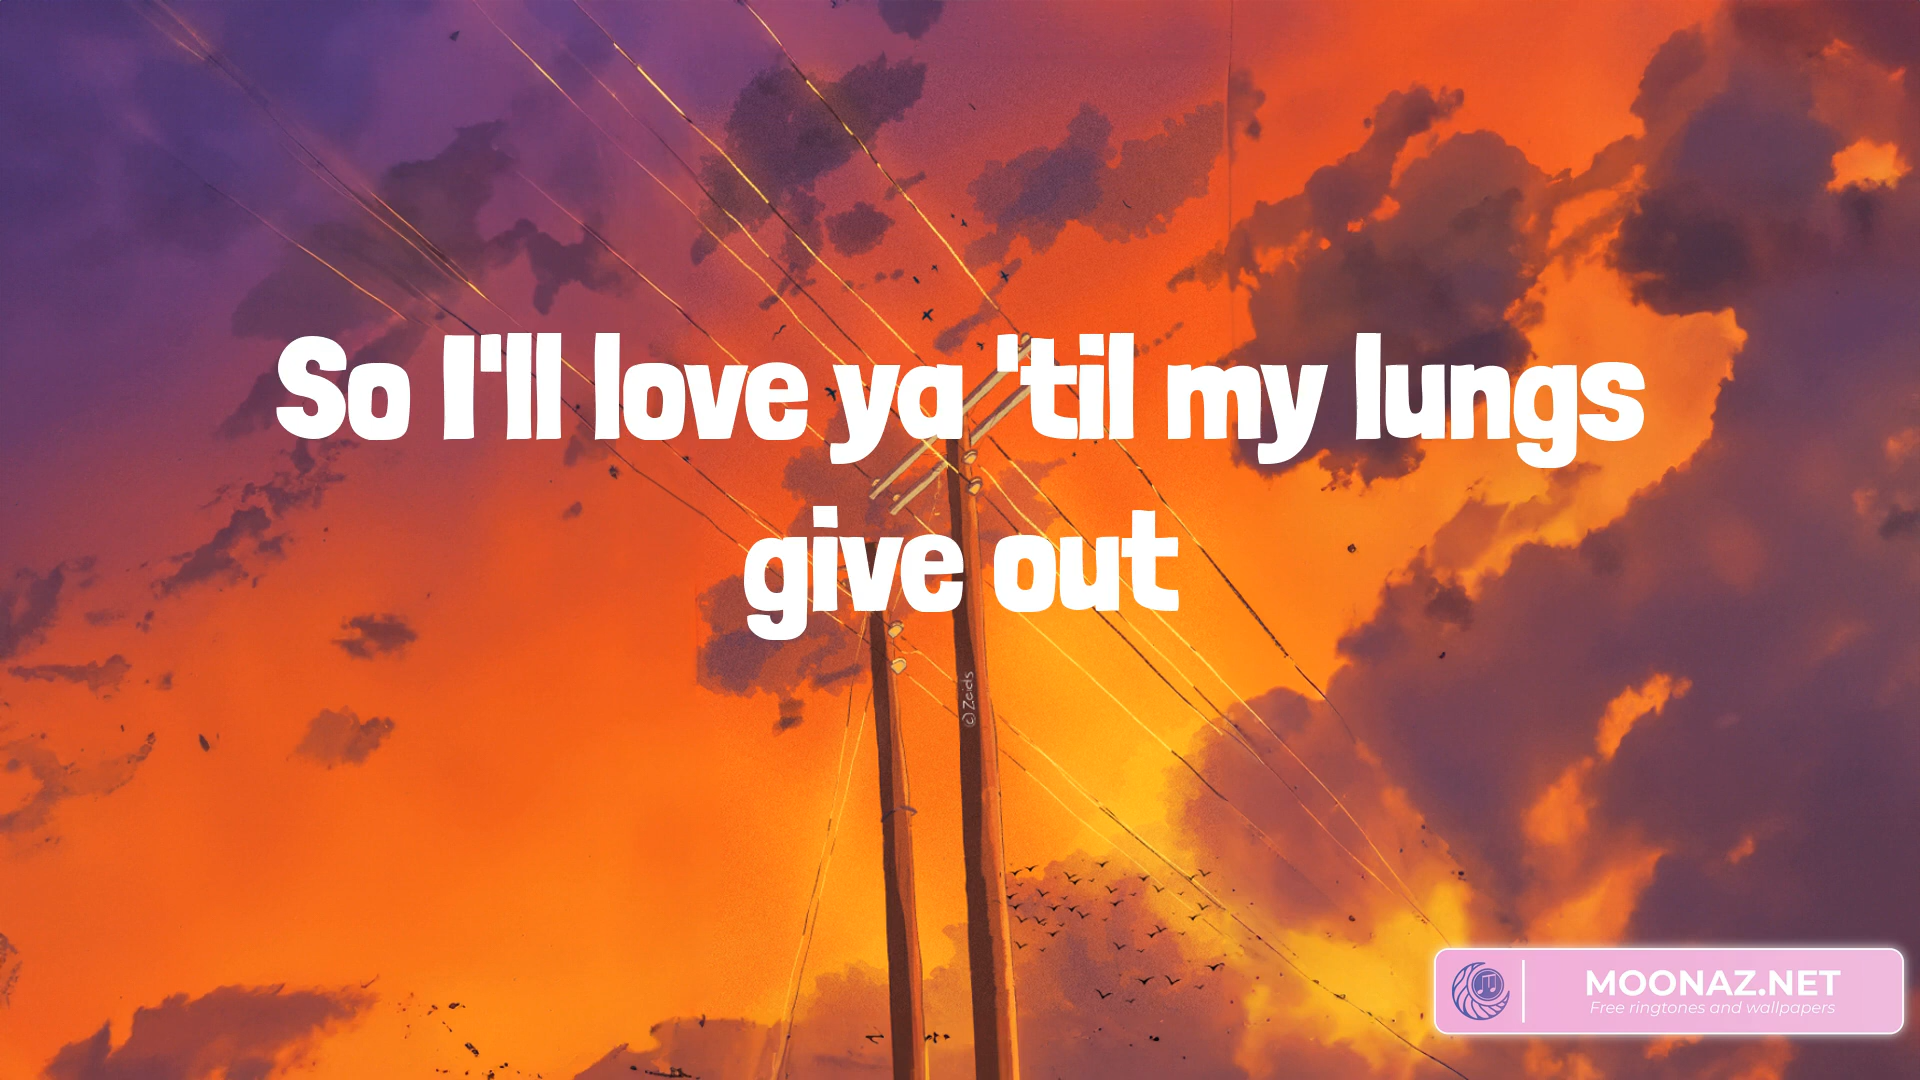 So I'll love ya 'til my lungs
give out
© Zeids
MOONAZ.NET
Free ringtones and wallpapers